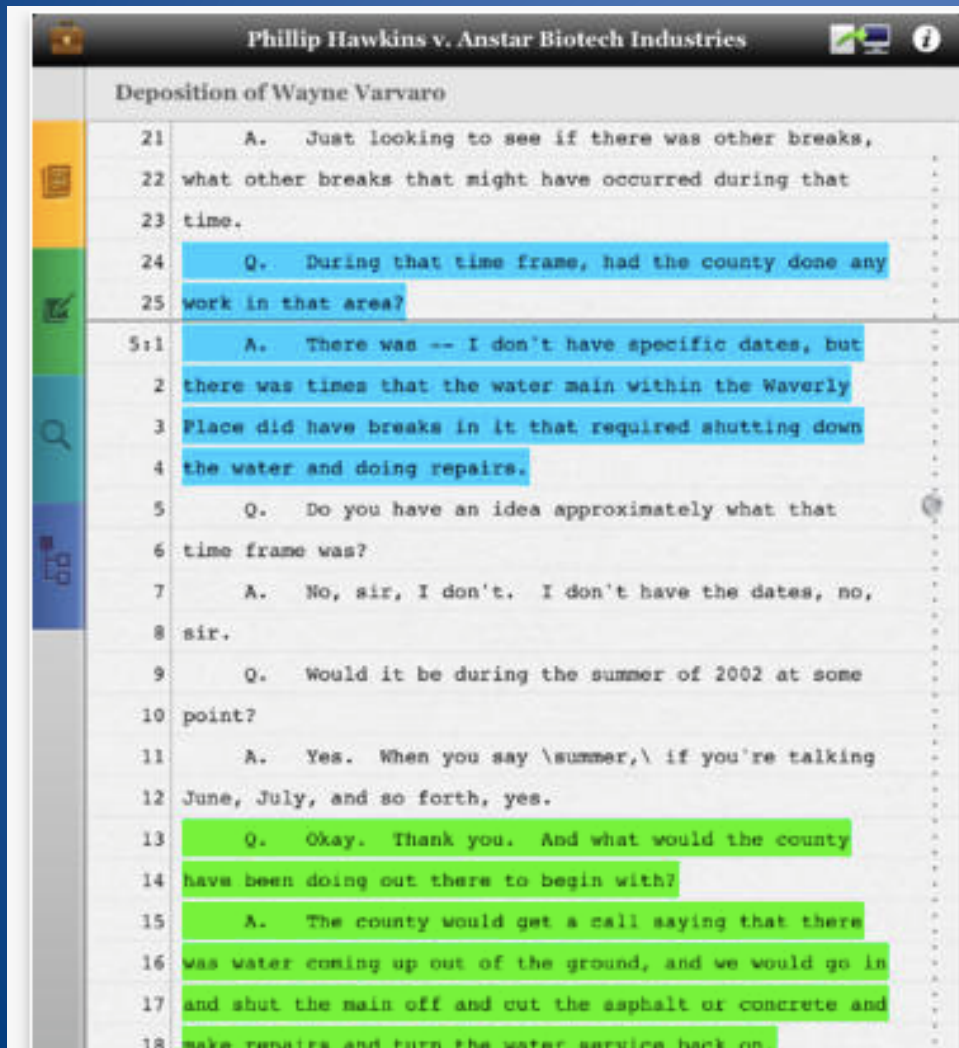 Phillip Hawkins v. Anstar Biotech Industries
Deposition of Wayne Varvaro
21 A. Just looking to see if there was other breaks,
22 what other breaks that might have occurred during that
23 time.
24 Q. During that time frame, had the county done any
25 work in that area?
5:1 A. There was -- I don't have specific dates, but
2 there was times that the water main within the Waverly
3 Place did have breaks in it that required shutting down
4 the water and doing repairs.
5 Q. Do you have an idea approximately what that
6 time frame was?
7 A. No, sir, I don't. I don't have the dates, no,
8 sir.
9 Q. Would it be during the summer of 2002 at some
10 point?
11 A. Yes. When you say \summer,\ if you're talking
12 June, July, and so forth, yes.
13 Q. Okay. Thank you. And what would the county
14 have been doing out there to begin with?
15 A. The county would get a call saying that there
16 was water coming up out of the ground, and we would go in
17 and shut the main off and cut the asphalt or concrete and
18 make repairs and turn the water service back on.